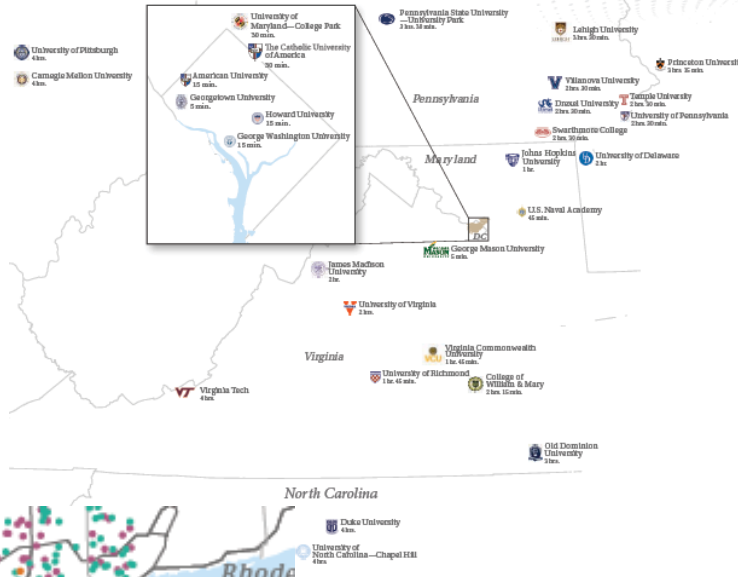 University of
Maryland—College Park
30 min.
The Catholic University
of America
30 min.
American University
15 min.
Georgetown University
5 min.
Howard University
15 min.
George Washington University
15 min.
University of Pittsburgh
4 hrs.
Carnegie Mellon University
4 hrs.
Pennsylvania State University
—University Park
Lehigh University
3 hrs. 30 min.
Princeton Universit
3 hrs. 15 min.
Villanova University
2 hrs. 30 min.
Temple University
2 hrs. 30 min.
Drexel University
2 hrs. 30 min.
University of Pennsylvania
2 hrs. 30 min.
Swarthmore College
2 hrs. 30 min.
Pennsylvania
Maryland
Johns Hopkins
University
1 hr.
University of Delaware
2 hr.
U.S. Naval Academy
45 min.
DC
MASON
George Mason University
5 min.
James Madison
University
2 hr.
University of Virginia
2 hrs.
Virginia
VCU
Virginia Commonwealth
University
1 hr. 45 min.
University of Richmond
1 hr. 45 min.
College of
William & Mary
2 hrs. 15 min.
VT
Virginia Tech
4 hrs.
Old Dominion
University
3 hrs.
North Carolina
Duke University
4 hrs.
University of
North Carolina—Chapel Hill
4 hrs.
Rhode